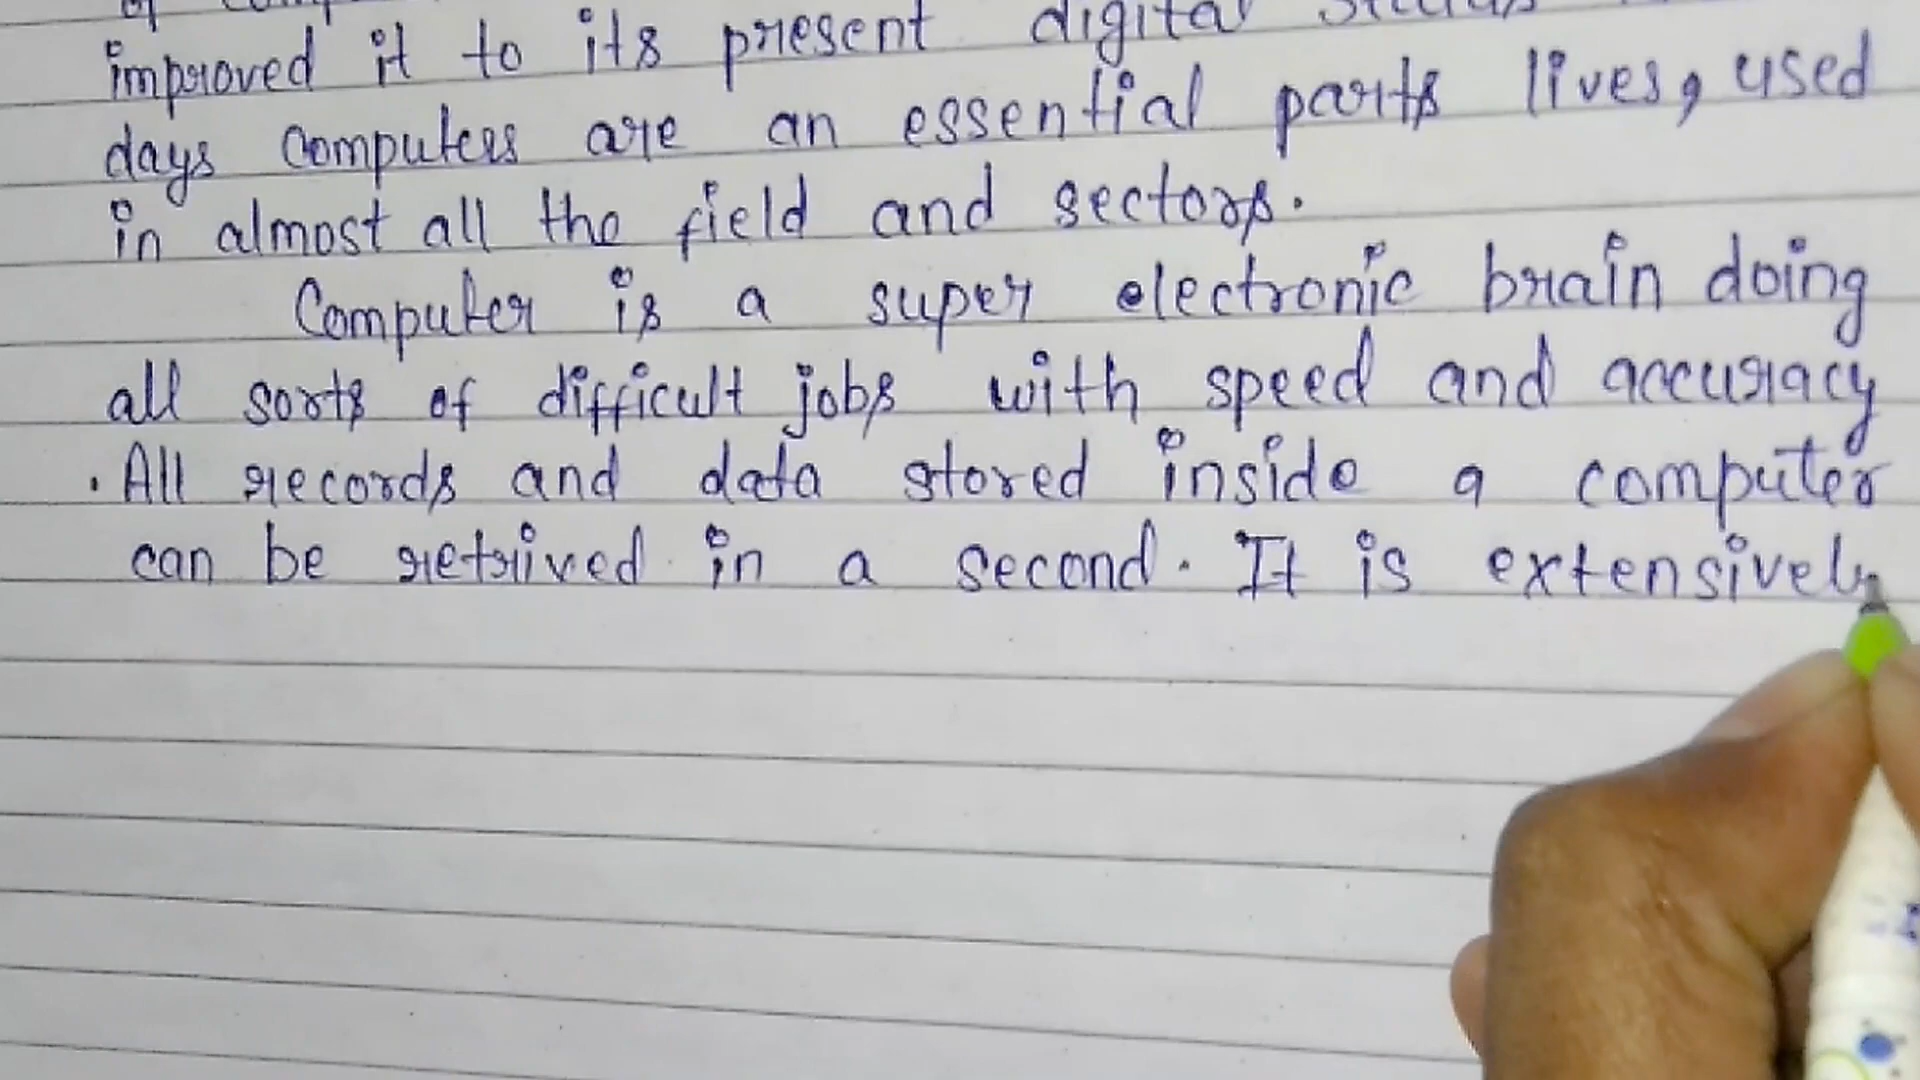 improved it to its present digital
days computers are an essential parts lives, used
in almost all the field and sectors.
Computer is a super electronic brain doing
all sorts of difficult jobs with speed and accuracy
. All records and data stored inside a computer
can be retrived in a second. It is extensively